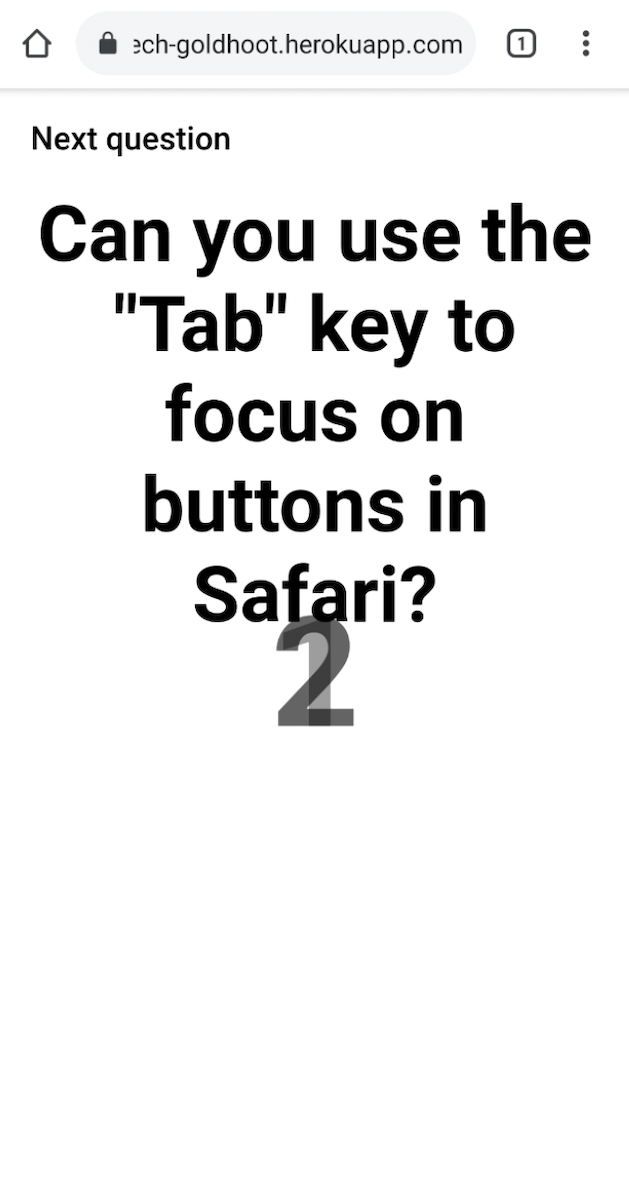 ech-goldhoot.herokuapp.com
1
Next question
Can you use the
"Tab" key to
focus on
buttons in
Safari?
2